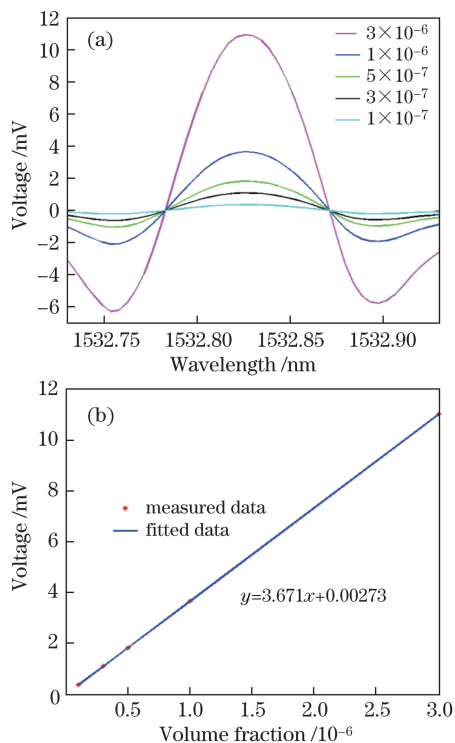 (a)
12
10
8
6
4
2
0
−2
−4
−6
Voltage /mV
3×10⁻⁶
1×10⁻⁶
5×10⁻⁷
3×10⁻⁷
1×10⁻⁷
1532.75 1532.80 1532.85 1532.90
Wavelength /nm
(b)
12
10
8
6
4
2
0
Voltage /mV
measured data
fitted data
y=3.671x+0.00273
0.5 1.0 1.5 2.0 2.5 3.0
Volume fraction /10⁻⁶